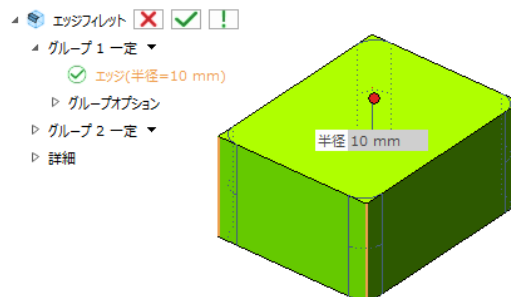 エッジフィレット
グループ 1 一定
エッジ(半径=10 mm)
グループオプション
グループ 2 一定
詳細
半径 10 mm